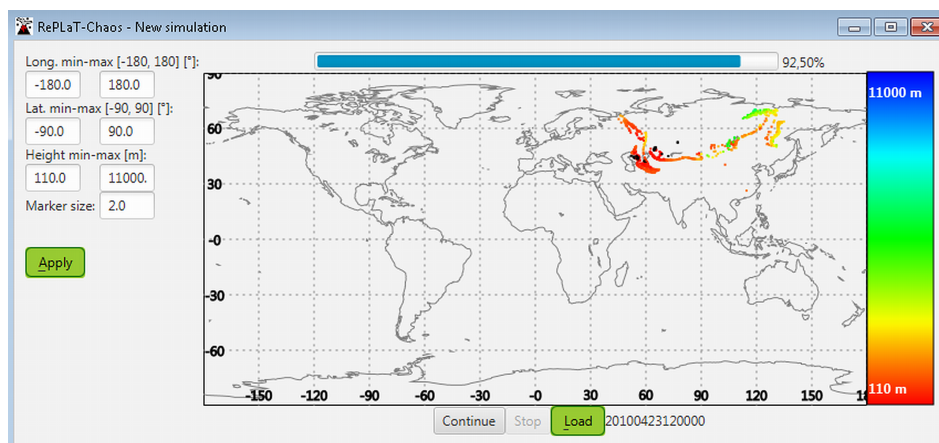 RePLaT-Chaos - New simulation
Long. min-max [-180, 180] [°]:
-180.0 180.0
Lat. min-max [-90, 90] [°]:
-90.0 90.0
Height min-max [m]:
110.0 11000.
Marker size: 2.0
Apply
92,50%
90
60
30
-0
-30
-60
-150 -120 -90 -60 -30 -0 30 60 90 120 150 18
11000 m
110 m
Continue Stop Load 20100423120000